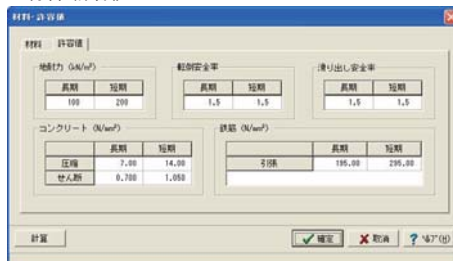 材料・許容値
材料 許容値
地耐力 (kN/m²) 転倒安全率 滑り出し安全率
長期 短期 長期 短期 長期 短期
100 200 1.5 1.5 1.5 1.5
コンクリート (N/mm²) 鉄筋 (N/mm²)
長期 短期 長期 短期
圧縮 7.00 14.00 引張 195.00 295.00
せん断 0.700 1.050
計算 確定 取消 ? ヘルプ(H)